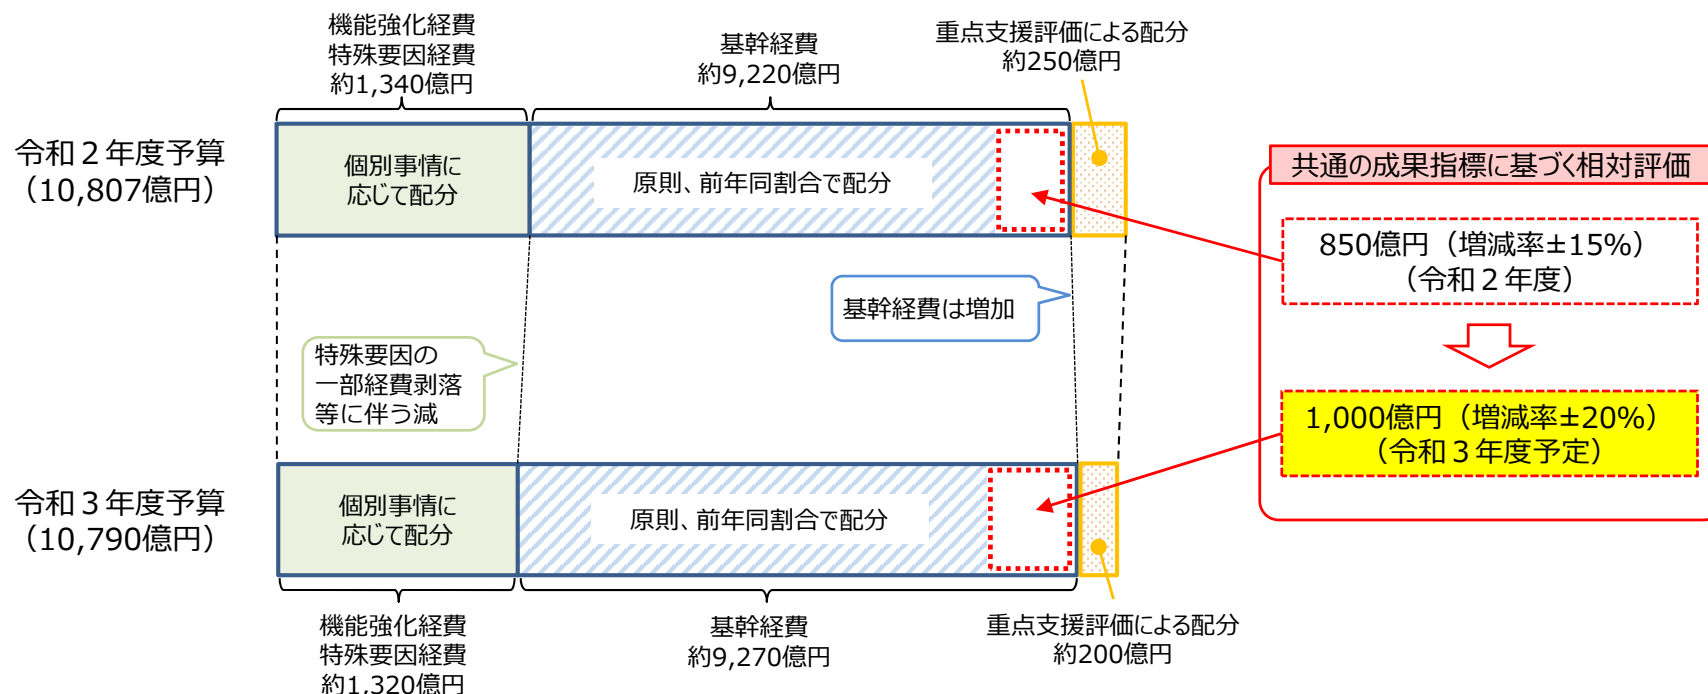 機能強化経費
特殊要因経費
約1,340億円
基幹経費
約9,220億円
重点支援評価による配分
約250億円
令和２年度予算
（10,807億円）
個別事情に
応じて配分
原則、前年同割合で配分
共通の成果指標に基づく相対評価
850億円（増減率±15%）
（令和２年度）
基幹経費は増加
特殊要因の
一部経費剥落
等に伴う減
1,000億円（増減率±20%）
（令和３年度予定）
令和３年度予算
（10,790億円）
個別事情に
応じて配分
原則、前年同割合で配分
機能強化経費
特殊要因経費
約1,320億円
基幹経費
約9,270億円
重点支援評価による配分
約200億円